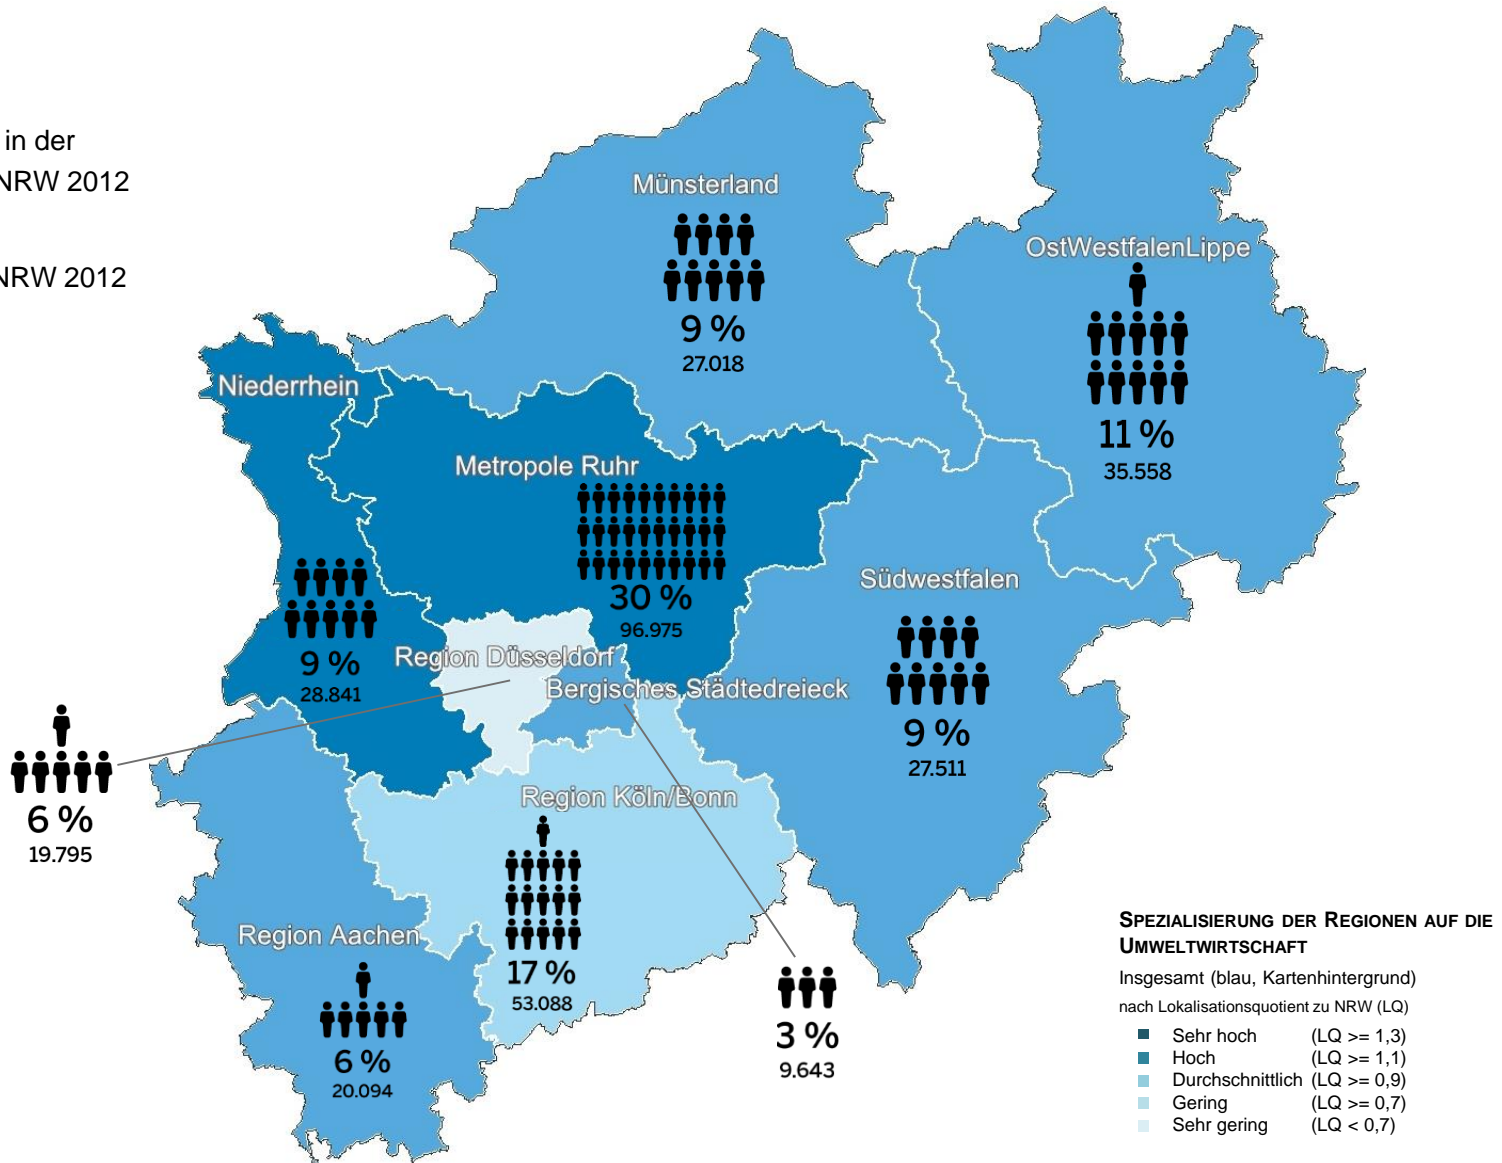 in der
NRW 2012
NRW 2012
Münsterland
9 %
27.018
OstWestfalenLippe
11 %
35.558
Niederrhein
9 %
28.841
Metropole Ruhr
30 %
96.975
Südwestfalen
9 %
27.511
Region Düsseldorf
6 %
19.795
Bergisches Städtedreieck
3 %
9.643
Region Köln/Bonn
17 %
53.088
Region Aachen
6 %
20.094
SPEZIALISIERUNG DER REGIONEN AUF DIE
UMWELTWIRTSCHAFT
Insgesamt (blau, Kartenhintergrund)
nach Lokalisationsquotient zu NRW (LQ)
Sehr hoch (LQ >= 1,3)
Hoch (LQ >= 1,1)
Durchschnittlich (LQ >= 0,9)
Gering (LQ >= 0,7)
Sehr gering (LQ < 0,7)